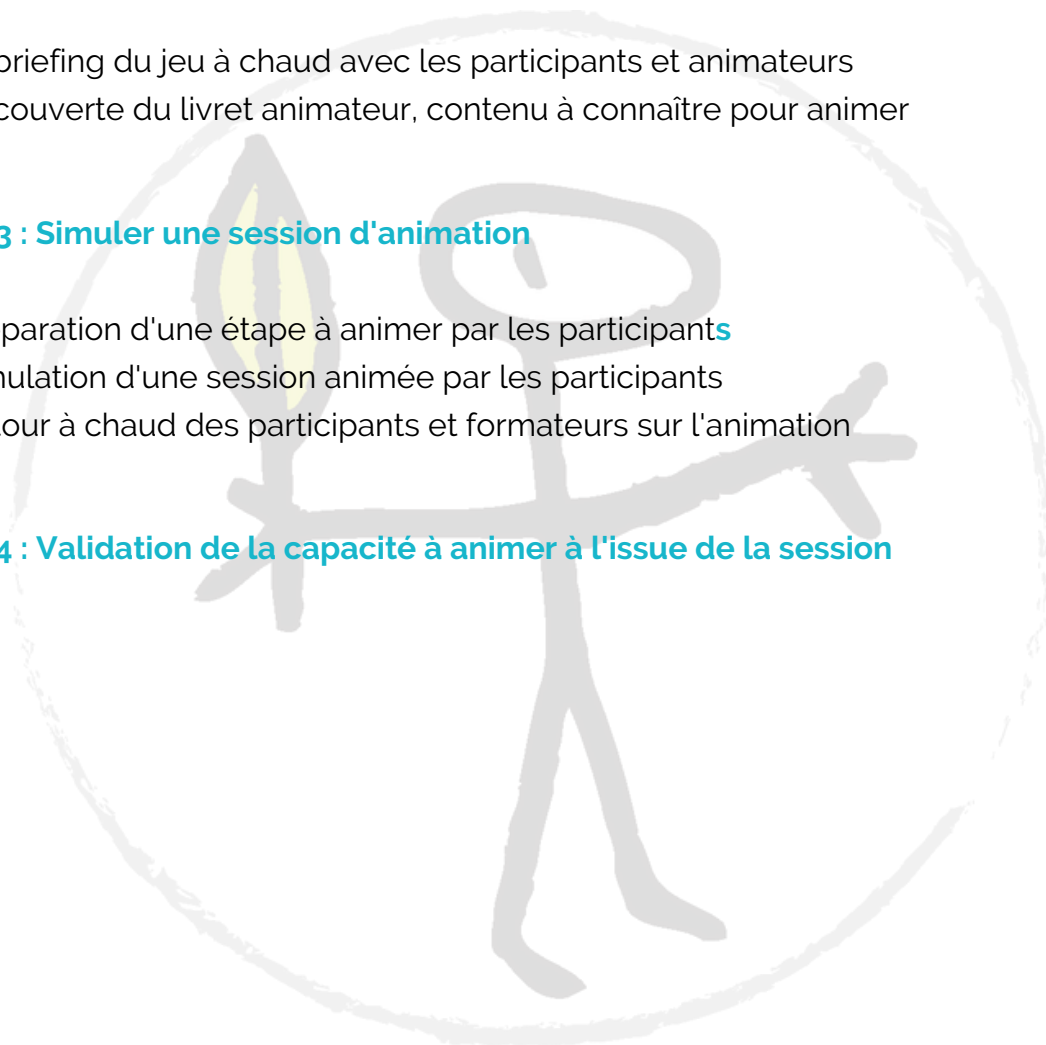 briefing du jeu à chaud avec les participants et animateurs
couverte du livret animateur, contenu à connaître pour animer
3 : Simuler une session d'animation
paration d'une étape à animer par les participants
nulation d'une session animée par les participants
tour à chaud des participants et formateurs sur l'animation
4 : Validation de la capacité à animer à l'issue de la session